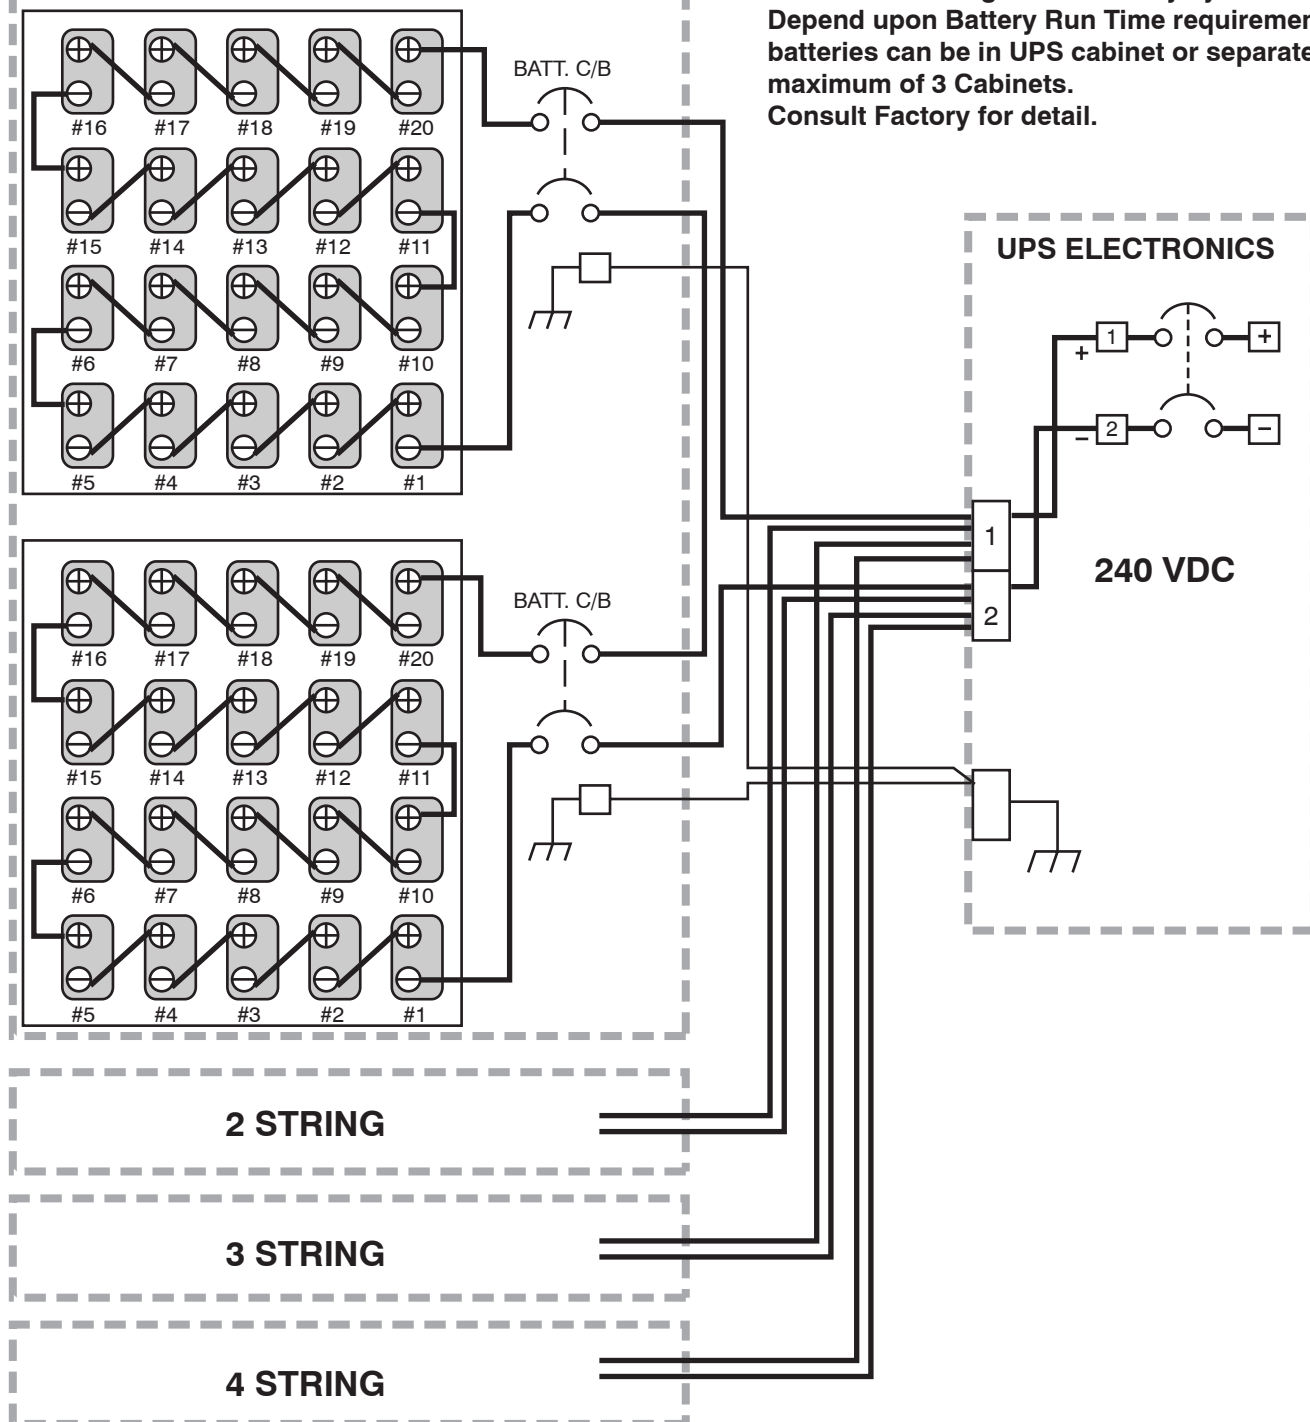 Depend upon Battery Run Time
batteries can be in UPS cabinet or
maximum of 3 Cabinets.
Consult Factory for detail.
BATT. C/B
#16 #17 #18 #19 #20
#15 #14 #13 #12 #11
#6 #7 #8 #9 #10
#5 #4 #3 #2 #1
UPS ELECTRONICS
1 +
+
2 −
−
1
2
240 VDC
BATT. C/B
#16 #17 #18 #19 #20
#15 #14 #13 #12 #11
#6 #7 #8 #9 #10
#5 #4 #3 #2 #1
2 STRING
3 STRING
4 STRING